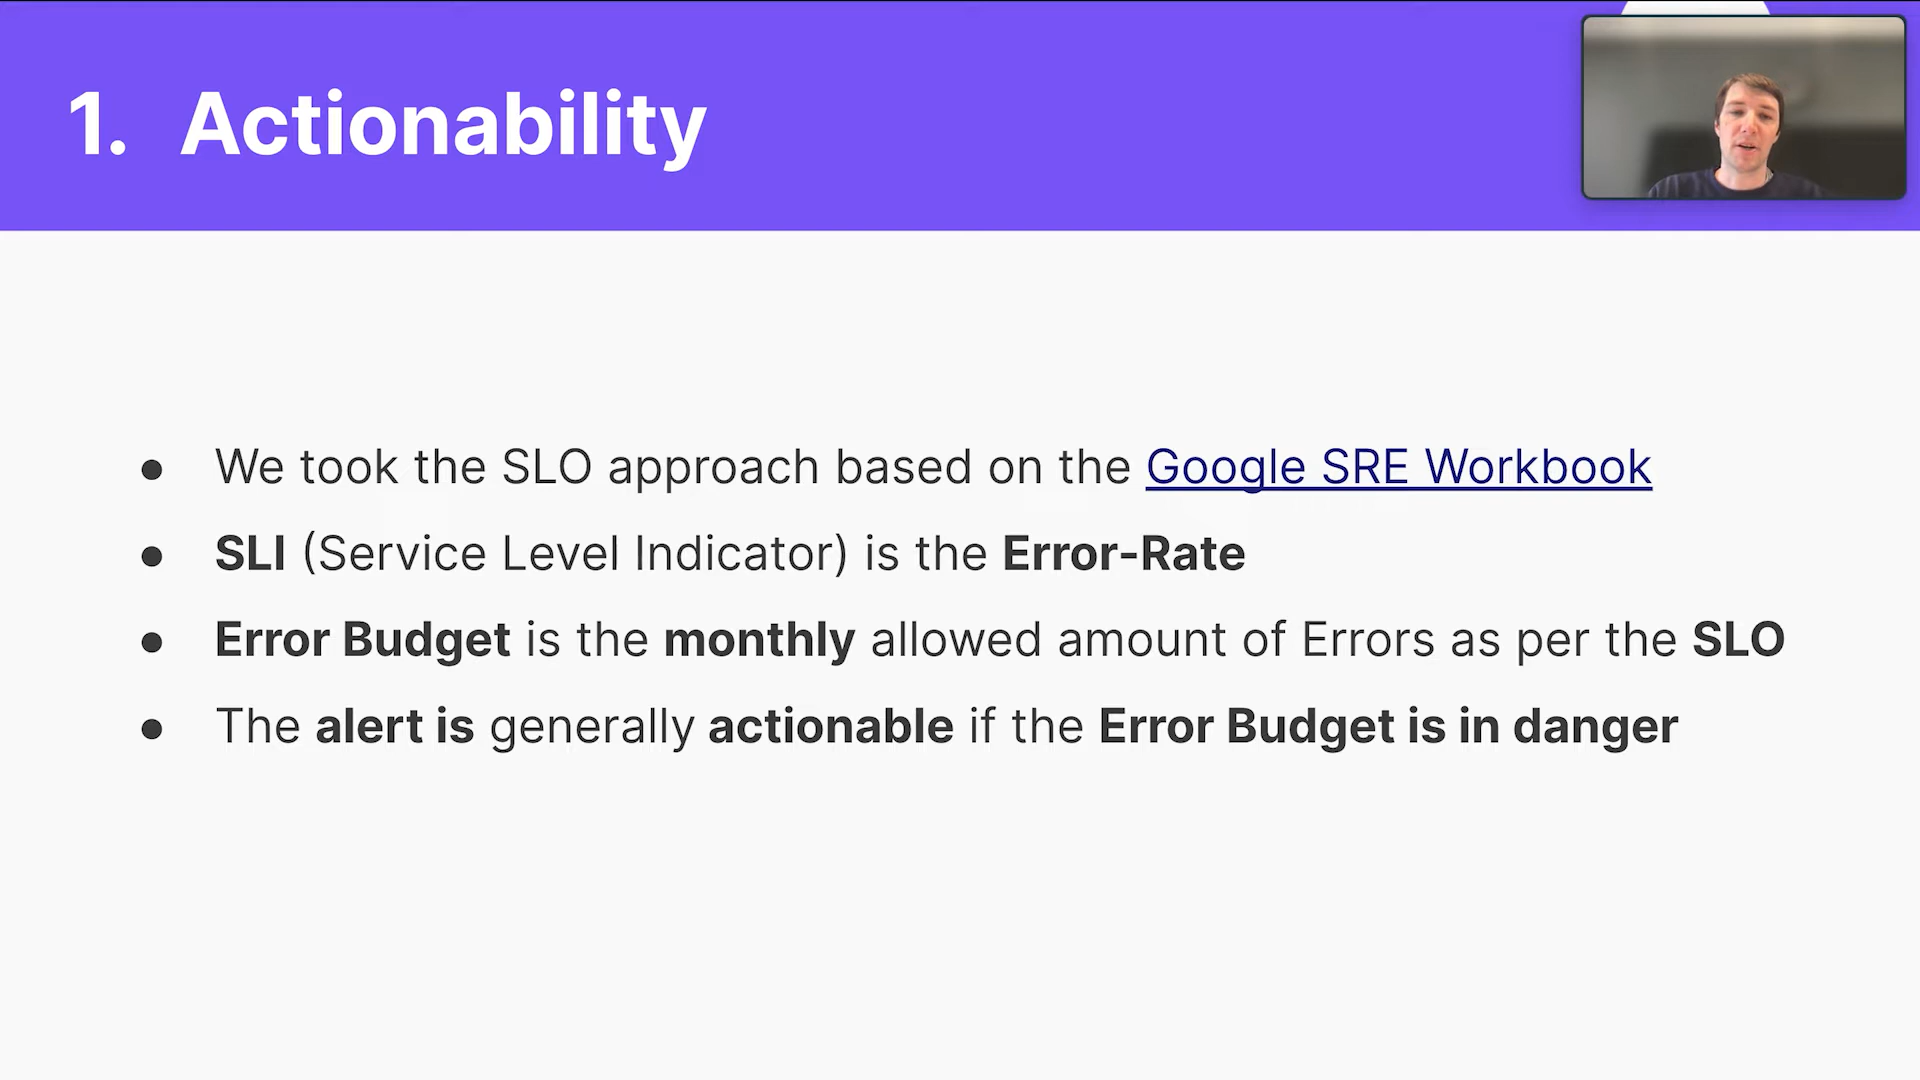 1. Actionability
● We took the SLO approach based on the Google SRE Workbook
● SLI (Service Level Indicator) is the Error-Rate
● Error Budget is the monthly allowed amount of Errors as per the SLO
● The alert is generally actionable if the Error Budget is in danger